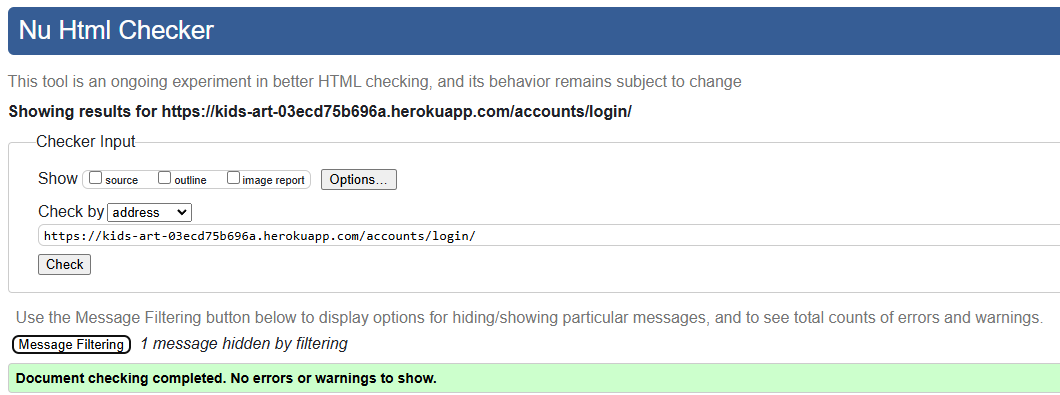 Nu Html Checker
This tool is an ongoing experiment in better HTML checking, and its behavior remains subject to change
Showing results for https://kids-art-03ecd75b696a.herokuapp.com/accounts/login/
Checker Input
Show source outline image report Options...
Check by address
https://kids-art-03ecd75b696a.herokuapp.com/accounts/login/
Check
Use the Message Filtering button below to display options for hiding/showing particular messages, and to see total counts of errors and warnings.
Message Filtering 1 message hidden by filtering
Document checking completed. No errors or warnings to show.